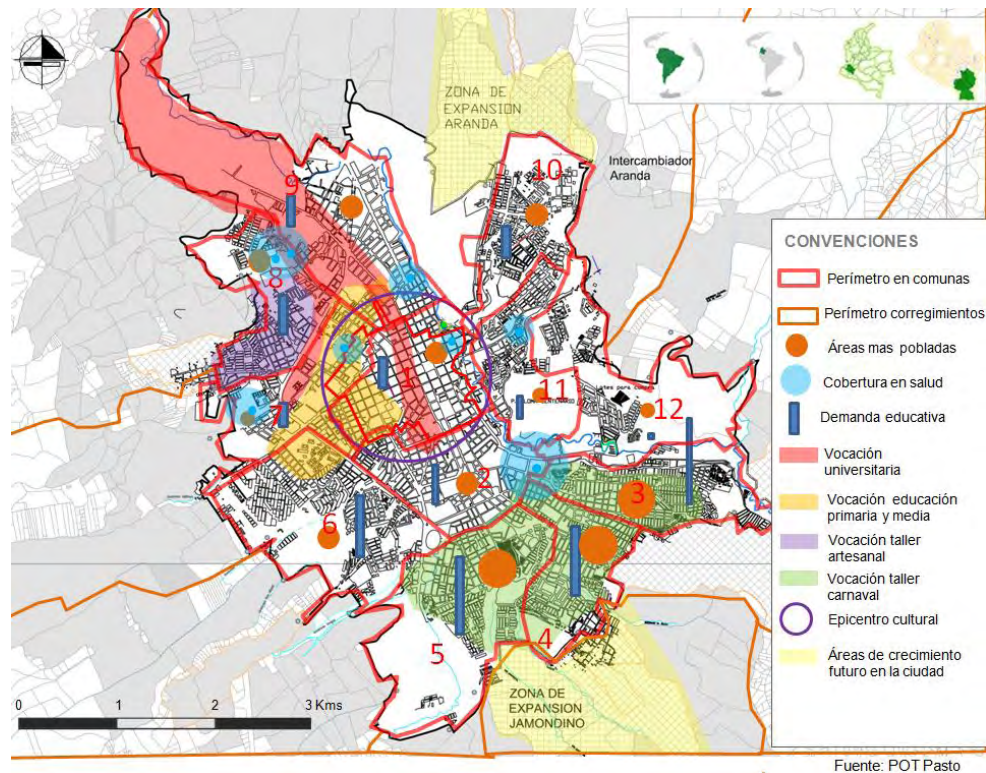 ZONA DE
EXPANSION
ARANDA
Intercambiador
Aranda
10
9
8
1
11
12
7
2
3
6
4
5
ZONA DE
EXPANSION
JAMONDINO
0 1 2 3 Kms
CONVENCIONES
Perímetro en comunas
Perímetro corregimientos
Áreas mas pobladas
Cobertura en salud
Demanda educativa
Vocación
universitaria
Vocación educación
primaria y media
Vocación taller
artesanal
Vocación taller
carnaval
Epicentro cultural
Áreas de crecimiento
futuro en la ciudad
Fuente: POT Pasto